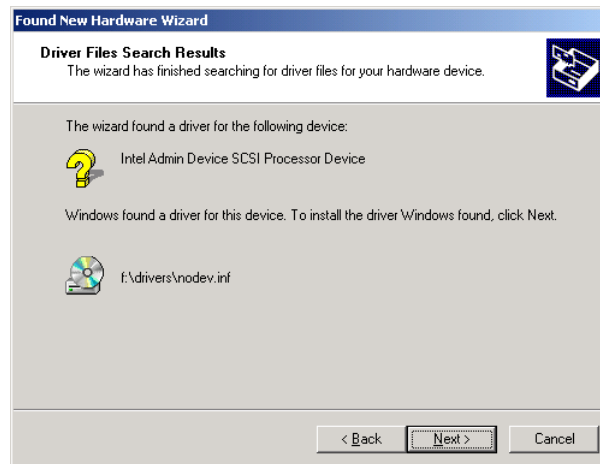 Found New Hardware Wizard
Driver Files Search Results
The wizard has finished searching for driver files for your hardware device.
The wizard found a driver for the following device:
Intel Admin Device SCSI Processor Device
Windows found a driver for this device. To install the driver Windows found, click Next.
f:\drivers\nodev.inf
< Back Next > Cancel